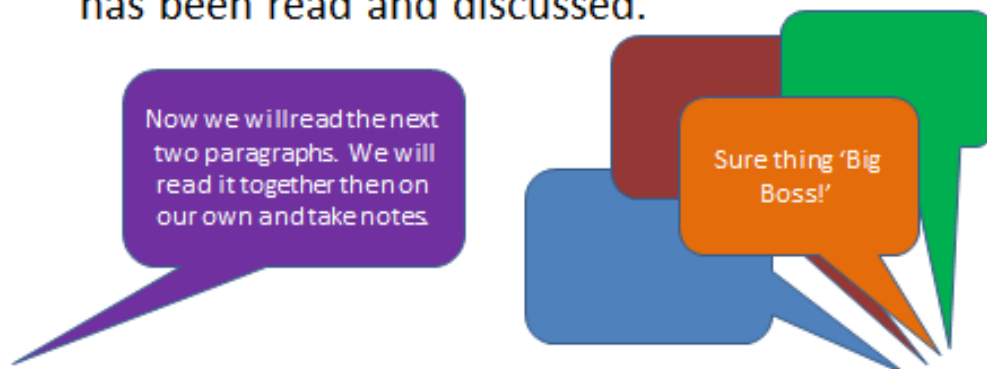 has been read and discussed.
Now we will read the next
two paragraphs. We will
read it together then on
our own and take notes.
Sure thing ‘Big
Boss!’